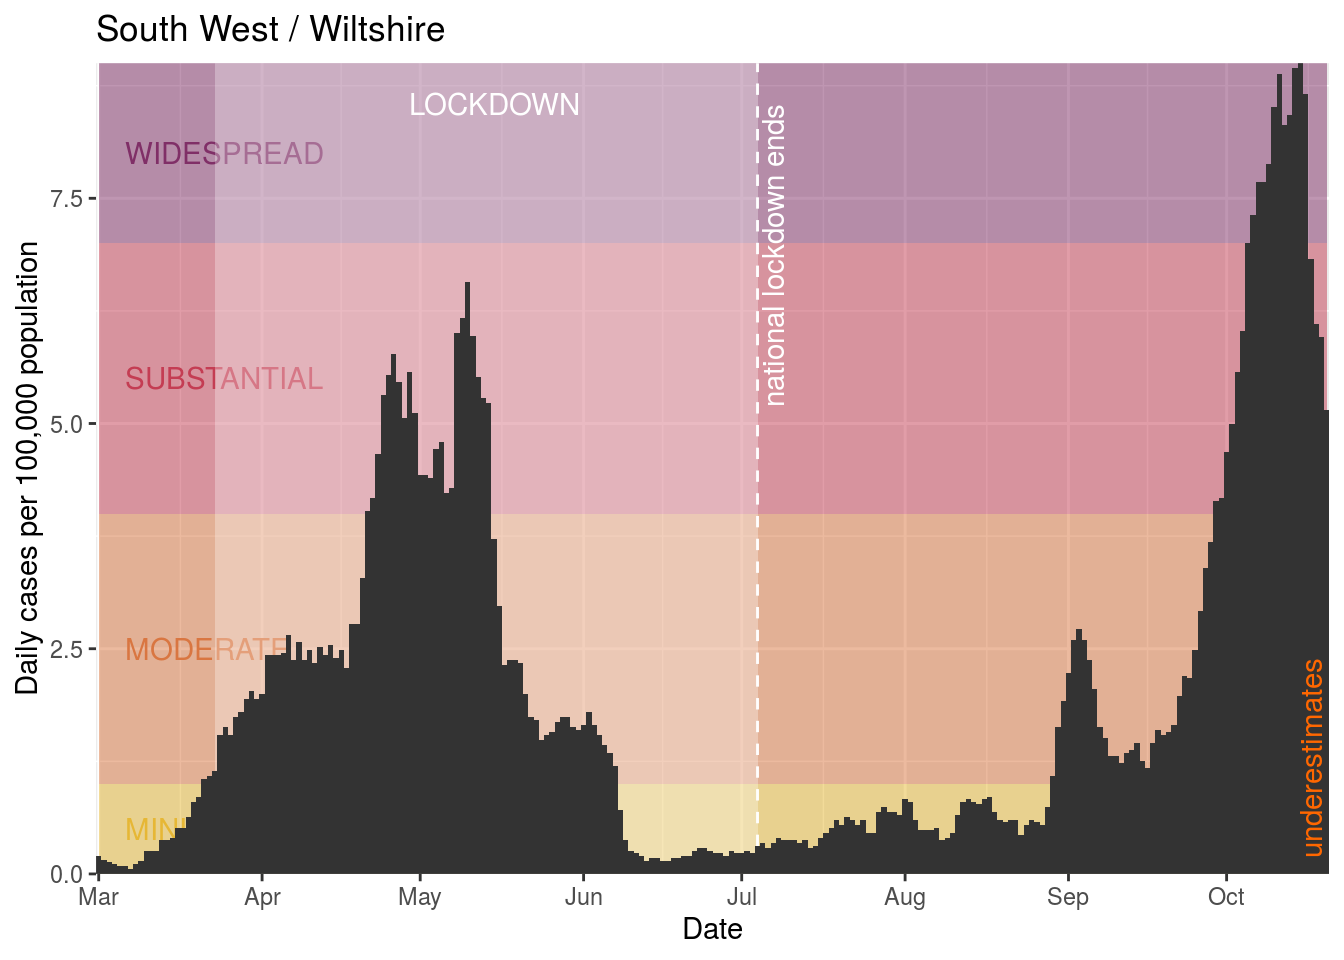 South West / Wiltshire
LOCKDOWN
WIDESPREAD
SUBSTANTIAL
MODERATE
MIN
national lockdown ends
underestimates
Daily cases per 100,000 population
7.5
5.0
2.5
0.0
Mar Apr May Jun Jul Aug Sep Oct
Date